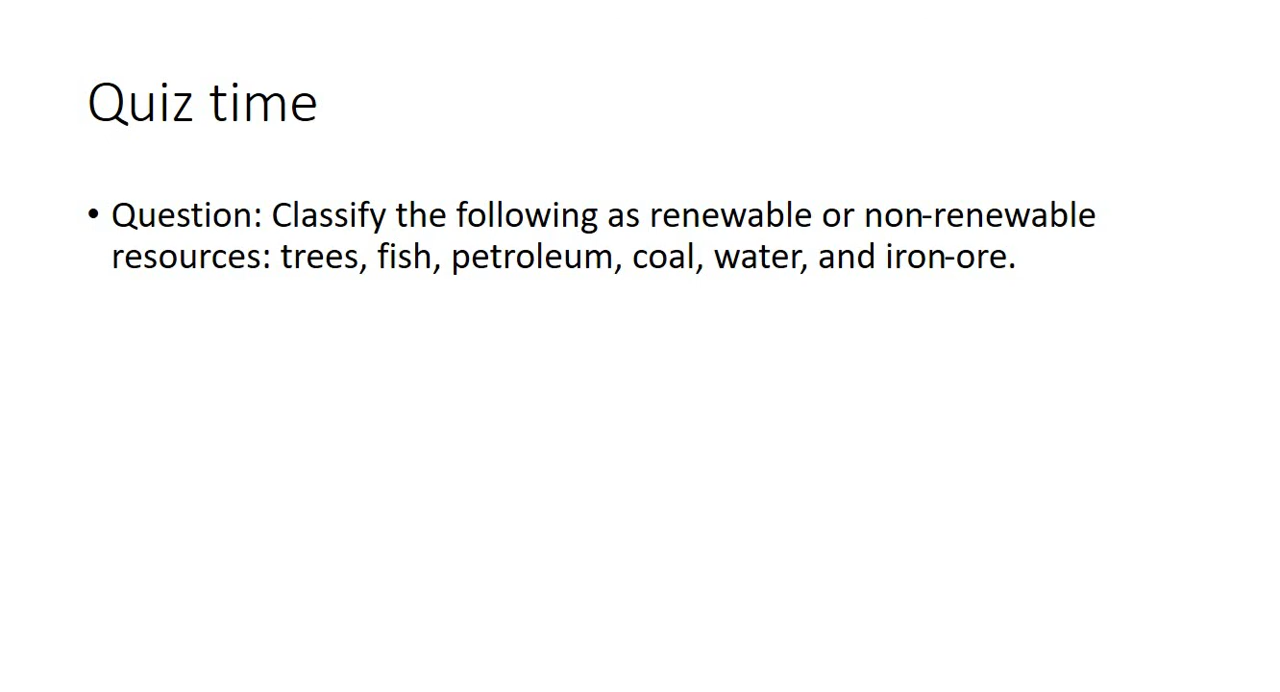 Quiz time
• Question: Classify the following as renewable or non-renewable
resources: trees, fish, petroleum, coal, water, and iron-ore.